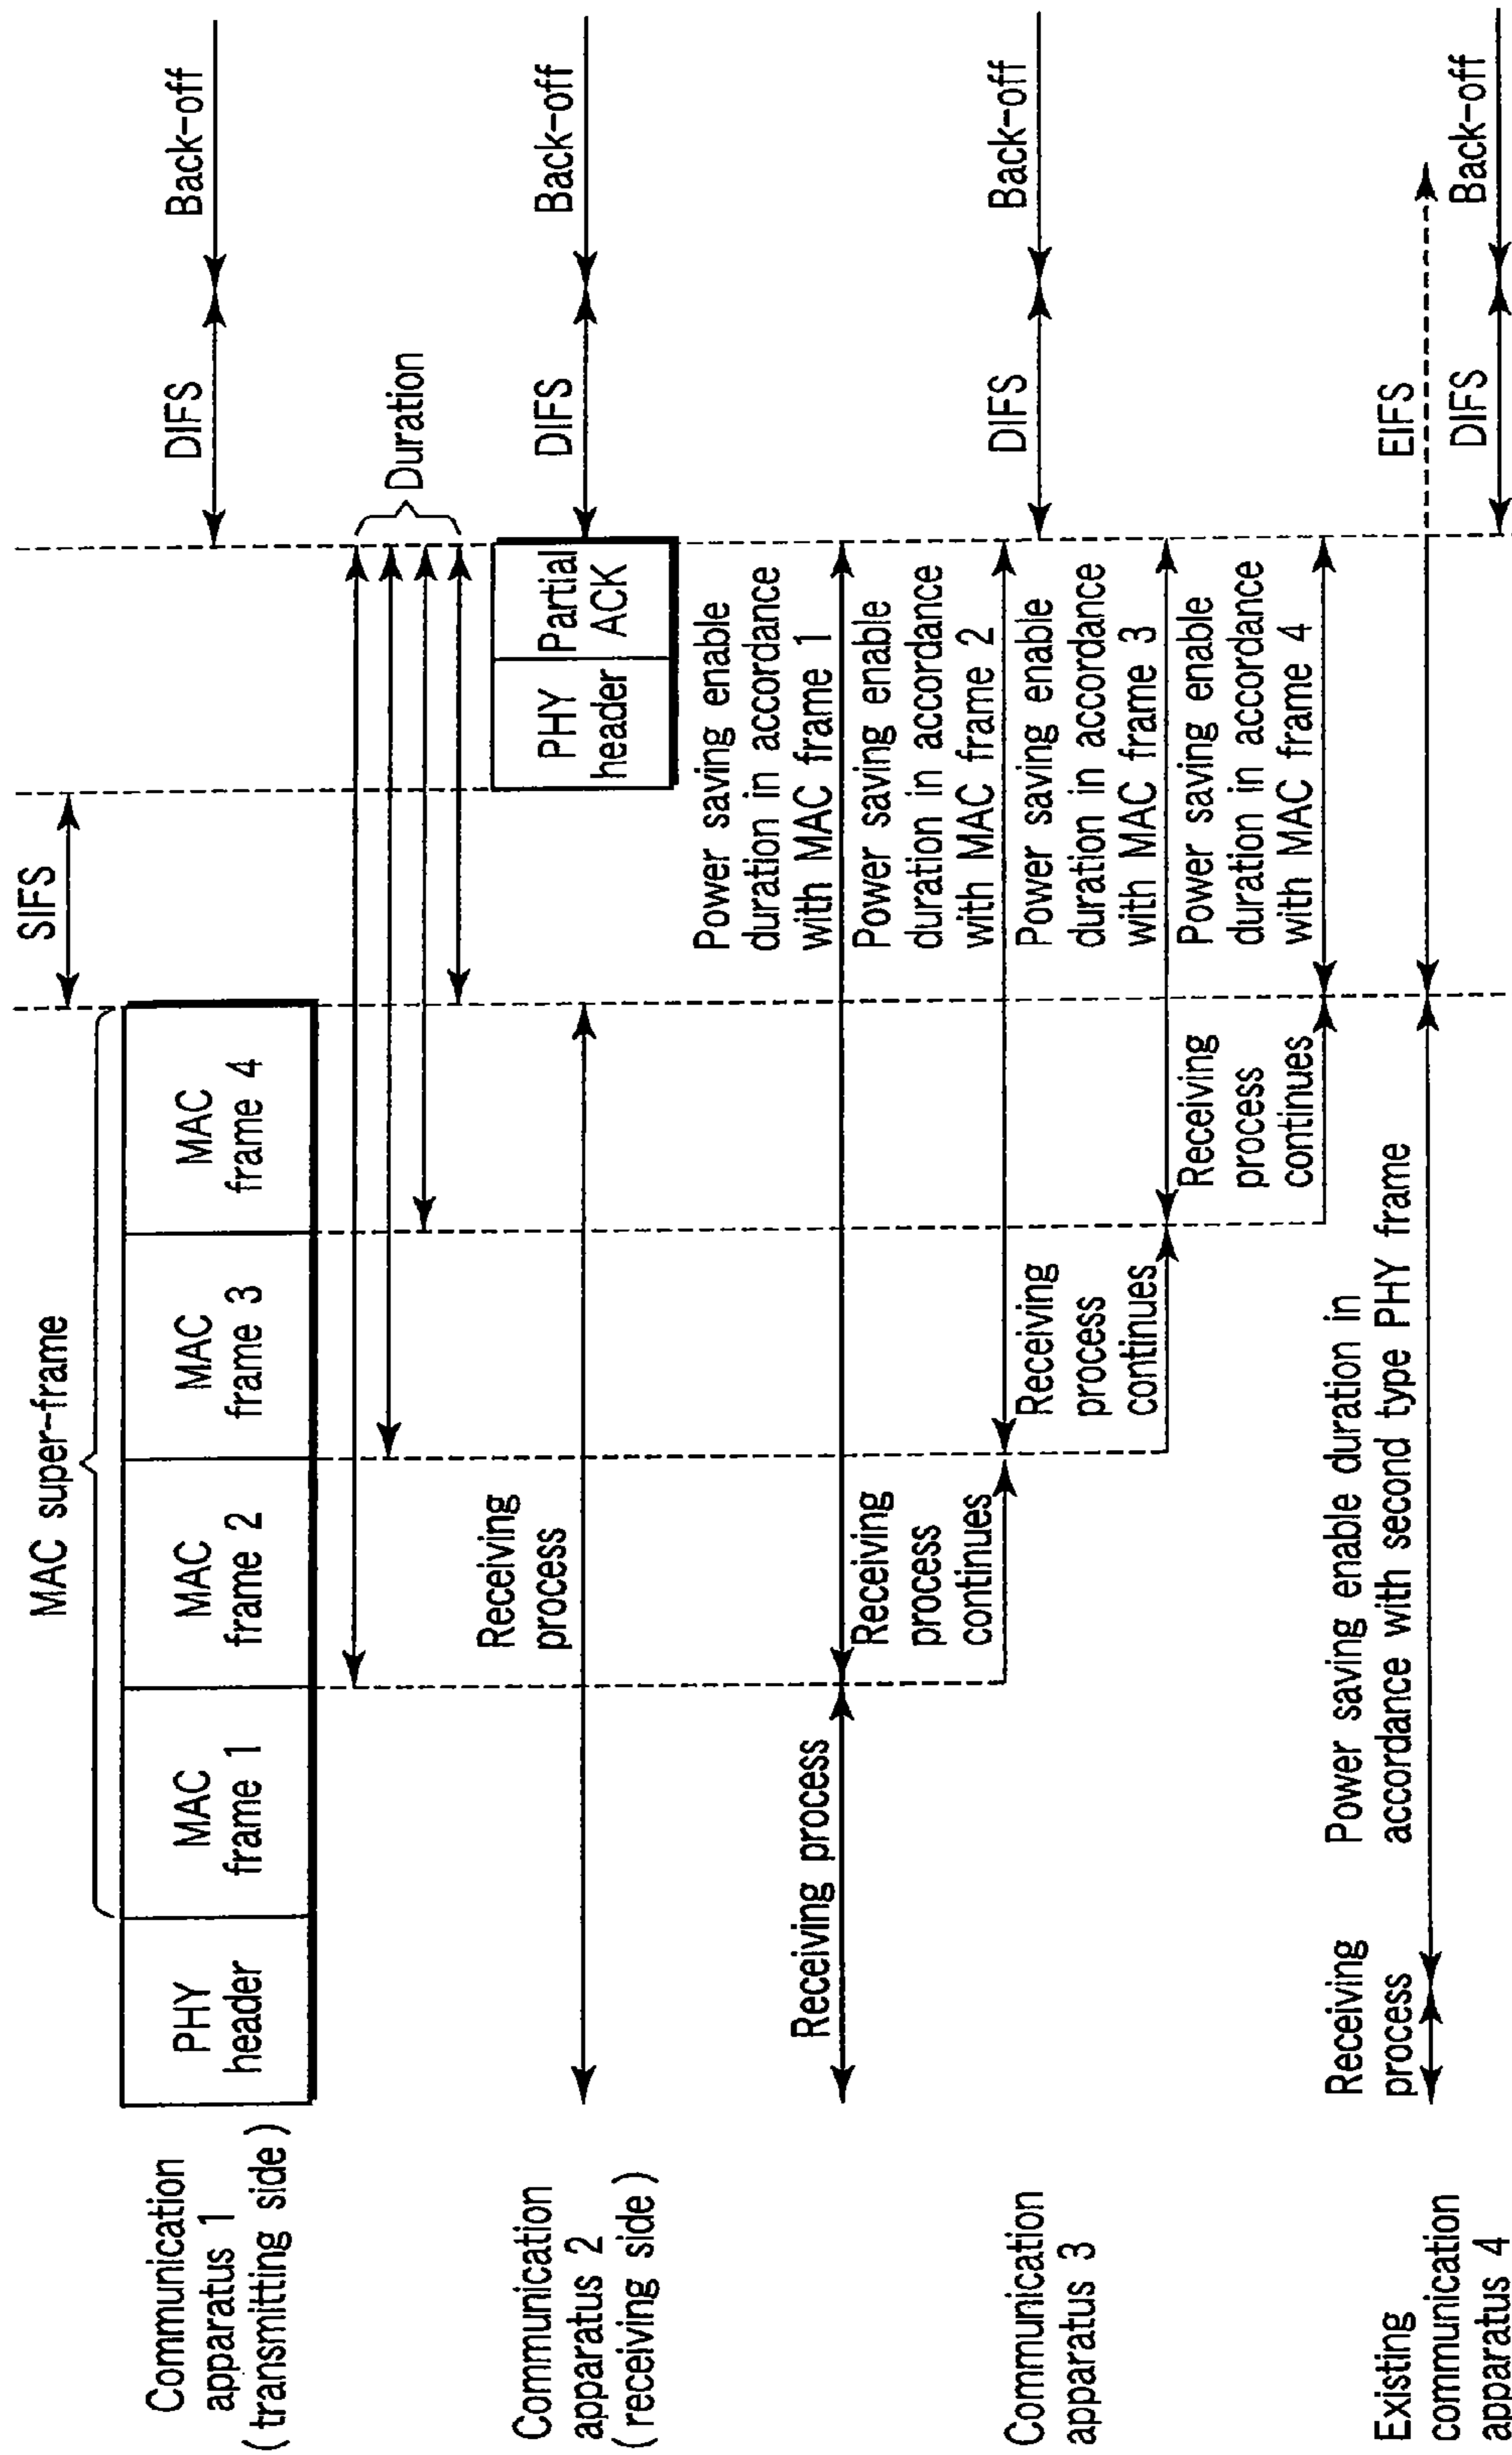 SIFS
MAC super-frame
Communication
apparatus 1
( transmitting side )
PHY
header
MAC
frame 1
MAC
frame 2
MAC
frame 3
MAC
frame 4
DIFS
Back-off
Duration
Communication
apparatus 2
( receiving side )
Receiving
process
PHY
header
Partial
ACK
DIFS
Back-off
Communication
apparatus 3
Receiving process
Power saving enable
duration in accordance
with MAC frame 1
Receiving
process
continues
Power saving enable
duration in accordance
with MAC frame 2
Receiving
process
continues
Power saving enable
duration in accordance
with MAC frame 3
Receiving
process
continues
Power saving enable
duration in accordance
with MAC frame 4
DIFS
Back-off
Existing
communication
apparatus 4
Receiving
process
Power saving enable duration in
accordance with second type PHY frame
EIFS
DIFS
Back-off